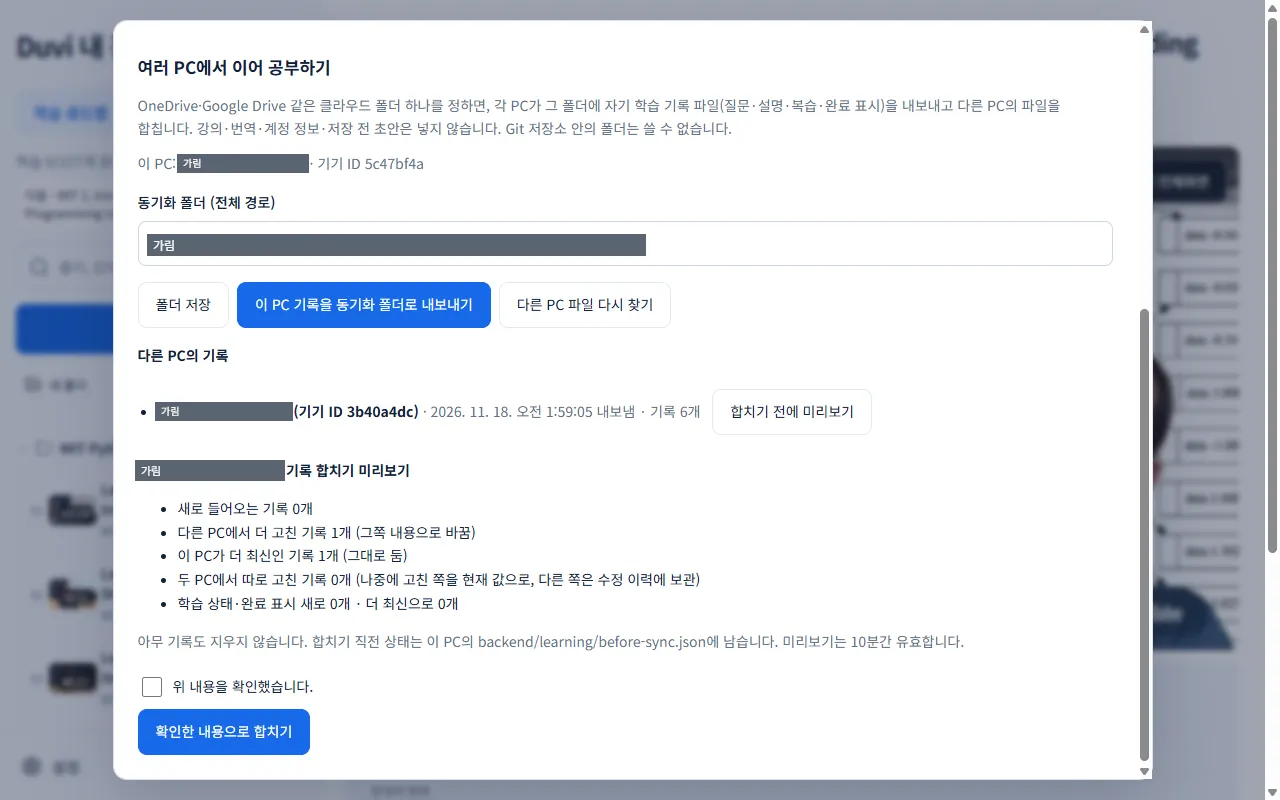 Duvi 내
여러 PC에서 이어 공부하기
OneDrive·Google Drive 같은 클라우드 폴더 하나를 정하면, 각 PC가 그 폴더에 자기 학습 기록 파일(질문·설명·복습·완료 표시)을 내보내고 다른 PC의 파일을
합칩니다. 강의·번역·계정 정보·저장 전 초안은 넣지 않습니다. Git 저장소 안의 폴더는 쓸 수 없습니다.
이 PC: 가림 · 기기 ID 5c47bf4a
동기화 폴더 (전체 경로)
가림
폴더 저장 이 PC 기록을 동기화 폴더로 내보내기 다른 PC 파일 다시 찾기
다른 PC의 기록
• 가림 (기기 ID 3b40a4dc) · 2026. 11. 18. 오전 1:59:05 내보냄 · 기록 6개 합치기 전에 미리보기
가림 기록 합치기 미리보기
• 새로 들어오는 기록 0개
• 다른 PC에서 더 고친 기록 1개 (그쪽 내용으로 바꿈)
• 이 PC가 더 최신인 기록 1개 (그대로 둠)
• 두 PC에서 따로 고친 기록 0개 (나중에 고친 쪽을 현재 값으로, 다른 쪽은 수정 이력에 보관)
• 학습 상태·완료 표시 새로 0개 · 더 최신으로 0개
아무 기록도 지우지 않습니다. 합치기 직전 상태는 이 PC의 backend/learning/before-sync.json에 남습니다. 미리보기는 10분간 유효합니다.
위 내용을 확인했습니다.
확인한 내용으로 합치기
설정